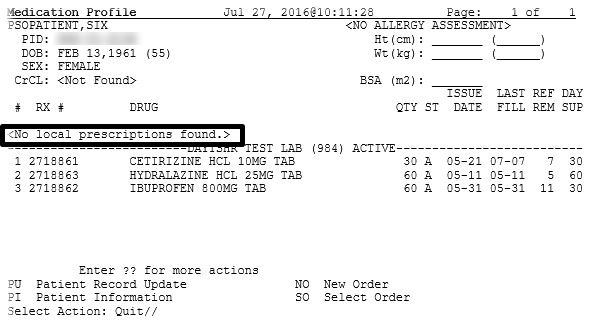 Medication Profile Jul 27, 2016@10:11:28 Page: 1 of 1
PSOPATIENT,SIX <NO ALLERGY ASSESSMENT>
PID: Ht(cm): _______ (______)
DOB: FEB 13,1961 (55) Wt(kg): _______ (______)
SEX: FEMALE
CrCL: <Not Found> BSA (m2): _______
ISSUE LAST REF DAY
# RX # DRUG QTY ST DATE FILL REM SUP
<No local prescriptions found.>
-------------------------DAYTSHR TEST LAB (984) ACTIVE--------------------------
1 2718861 CETIRIZINE HCL 10MG TAB 30 A 05-21 07-07 7 30
2 2718863 HYDRALAZINE HCL 25MG TAB 60 A 05-11 05-11 5 60
3 2718862 IBUPROFEN 800MG TAB 60 A 05-31 05-31 11 30
Enter ?? for more actions
PU Patient Record Update NO New Order
PI Patient Information SO Select Order
Select Action: Quit//